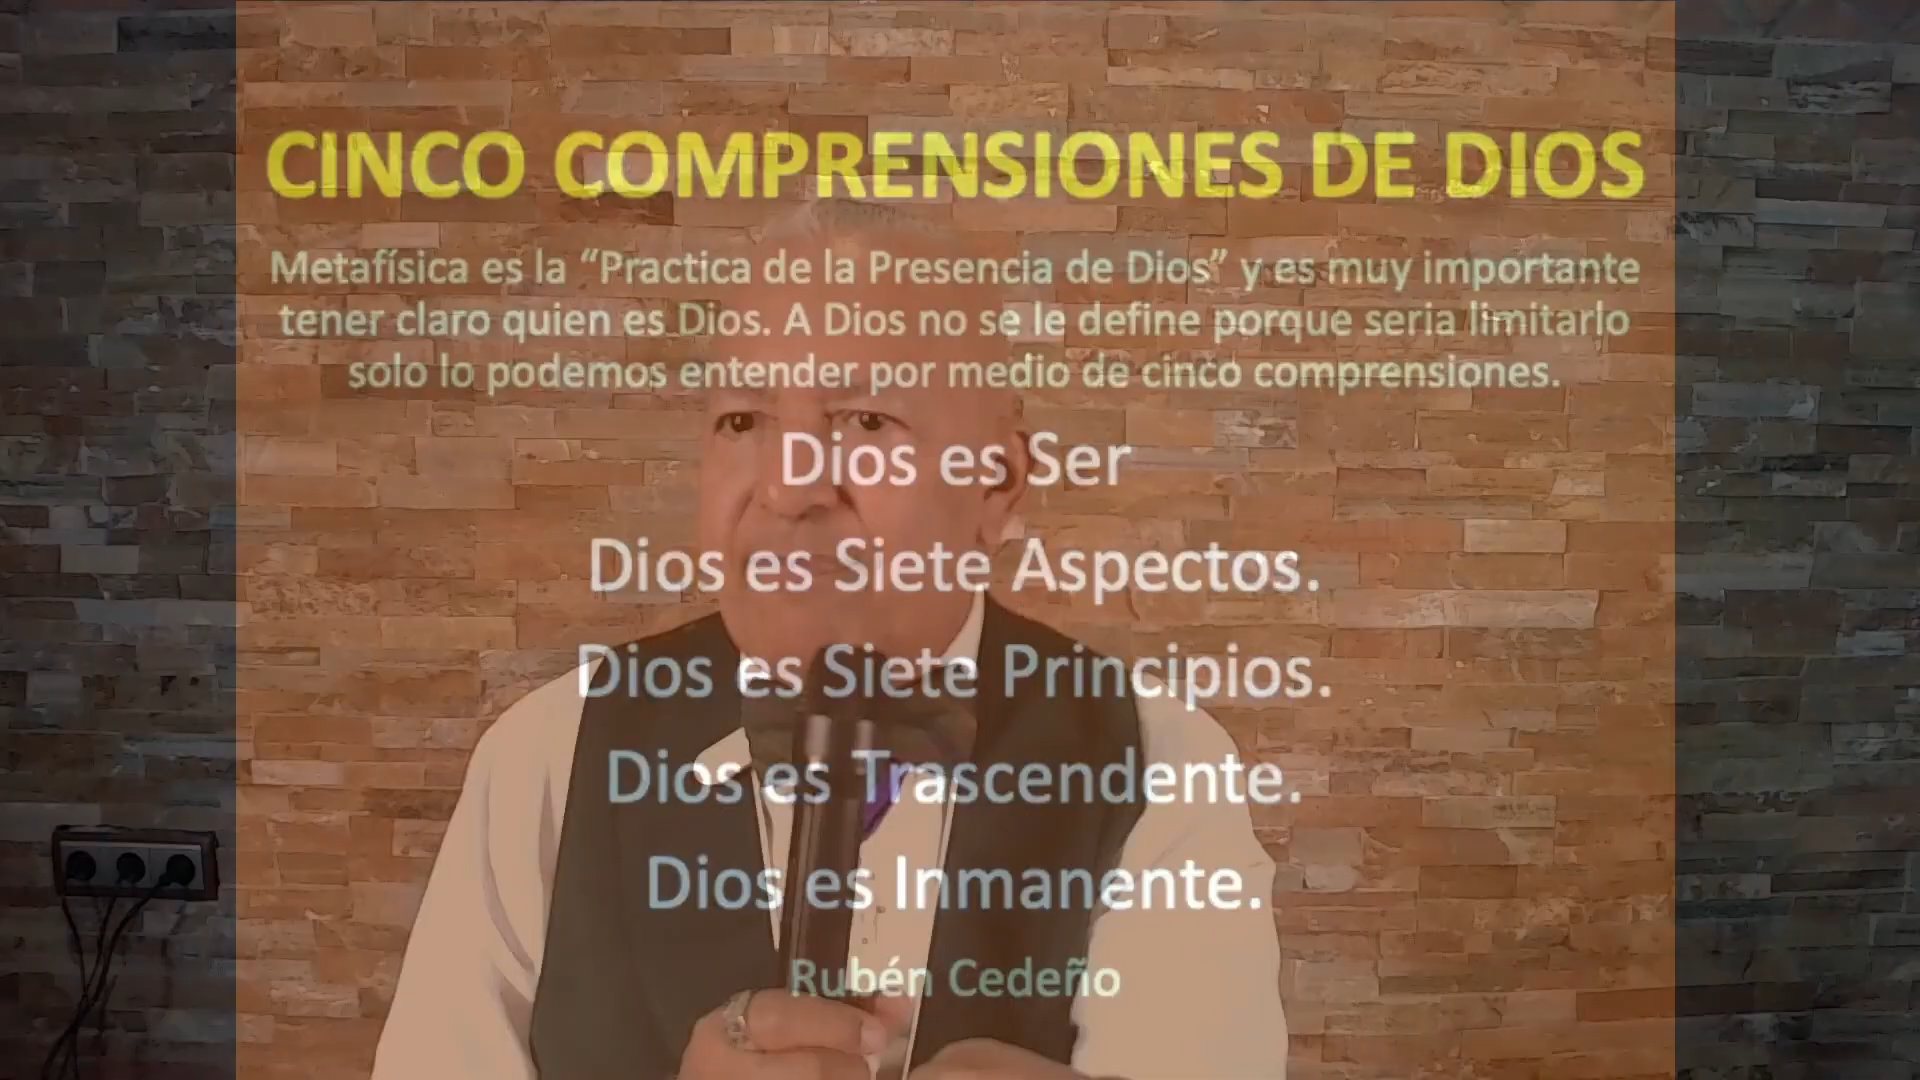 CINCO COMPRENSIONES DE DIOS
Metafísica es la “Practica de la Presencia de Dios” y es muy importante
tener claro quien es Dios. A Dios no se le define porque seria limitarlo
solo lo podemos entender por medio de cinco comprensiones.
Dios es Ser
Dios es Siete Aspectos.
Dios es Siete Principios.
Dios es Trascendente.
Dios es Inmanente.
Rubén Cedeño